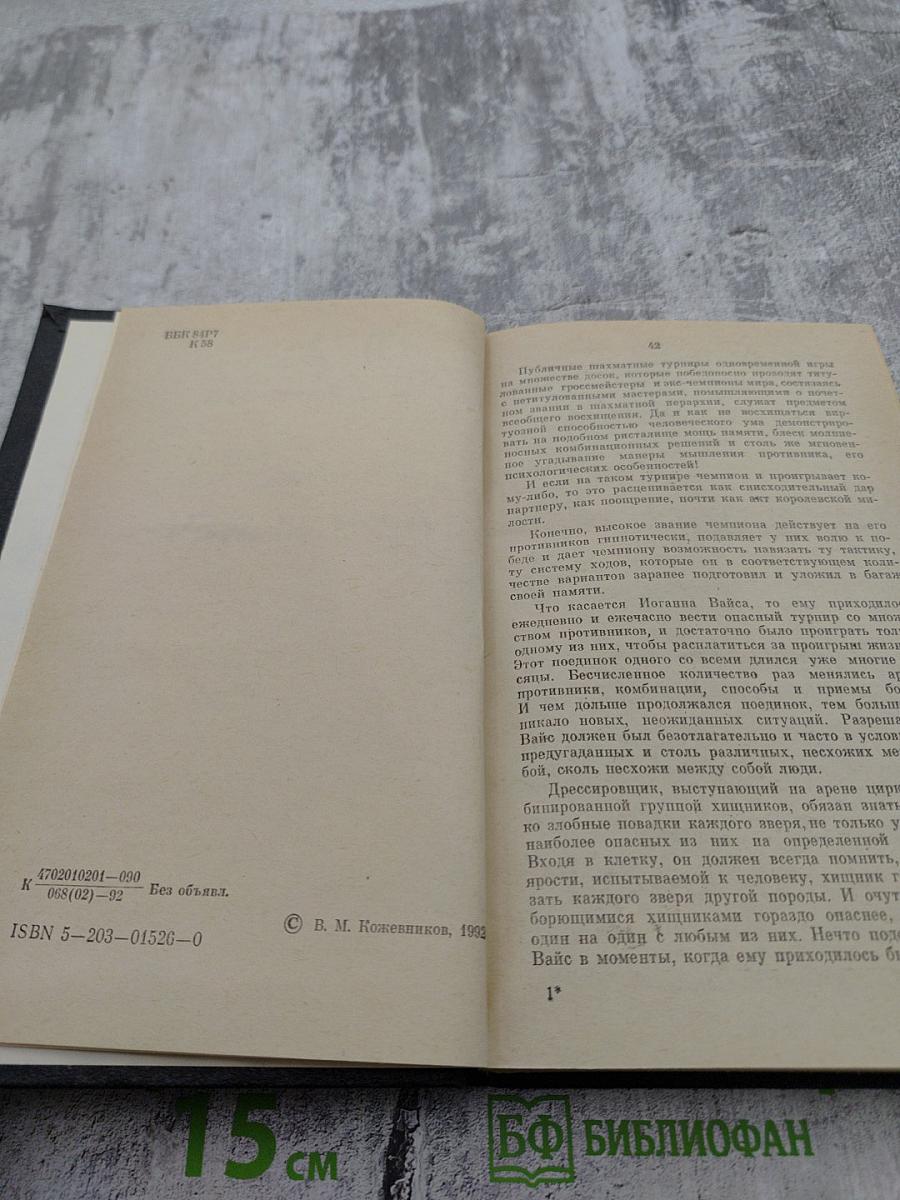 ББК 84Р7
К 58
К 4702010201—090
068(02)—92 Без объявл.
ISBN 5—203—01526—0
© В. М. Кожевников, 1992
42
Публичные шахматные турниры одновременной игры
на множестве досок, которые победоносно проводят титу-
лованные гроссмейстеры и экс-чемпионы мира, состязаясь
с нетитулованными мастерами, помышляющими о почет-
ном звании в шахматной иерархии, служат предметом
всеобщего восхищения. Да и как не восхищаться вир-
туозной способностью человеческого ума демонстриро-
вать на подобном ристалище мощь памяти, блеск молние-
носных комбинационных решений и столь же мгновен-
ное угадывание манеры мышления противника, его
психологических особенностей!
И если на таком турнире чемпион и проигрывает ко-
му-либо, то это расценивается как снисходительный дар
партнеру, как поощрение, почти как акт королевской ми-
лости.
Конечно, высокое звание чемпиона действует на его
противников гипнотически, подавляет у них волю к по-
беде и дает чемпиону возможность навязать ту тактику,
ту систему ходов, которые он в соответствующем коли-
честве вариантов заранее подготовил и уложил в багаж
своей памяти.
Что касается Иоганна Вайса, то ему приходилос
ежедневно и ежечасно вести опасный турнир со множ
ством противников, и достаточно было проиграть тол
одному из них, чтобы расплатиться за проигрыш жизн
Этот поединок одного со всеми длился уже многие
сяцы. Бесчисленное количество раз менялись ар
противники, комбинации, способы и приемы бо
И чем дольше продолжался поединок, тем больш
никало новых, неожиданных ситуаций. Разреша
Вайс должен был безотлагательно и часто в услови
предугаданных и столь различных, несхожих ме
бой, сколь несхожи между собой люди.
Дрессировщик, выступающий на арене цирк
бинированной группой хищников, обязан знать
ко злобные повадки каждого зверя, не только у
наиболее опасных из них на определенной
Входя в клетку, он должен всегда помнить,
ярости, испытываемой к человеку, хищник г
зать каждого зверя другой породы. И очут
борющимися хищниками гораздо опаснее,
один на один с любым из них. Нечто под
Вайс в моменты, когда ему приходилось бы
1*
15 см
БФ БИБЛИОФАН